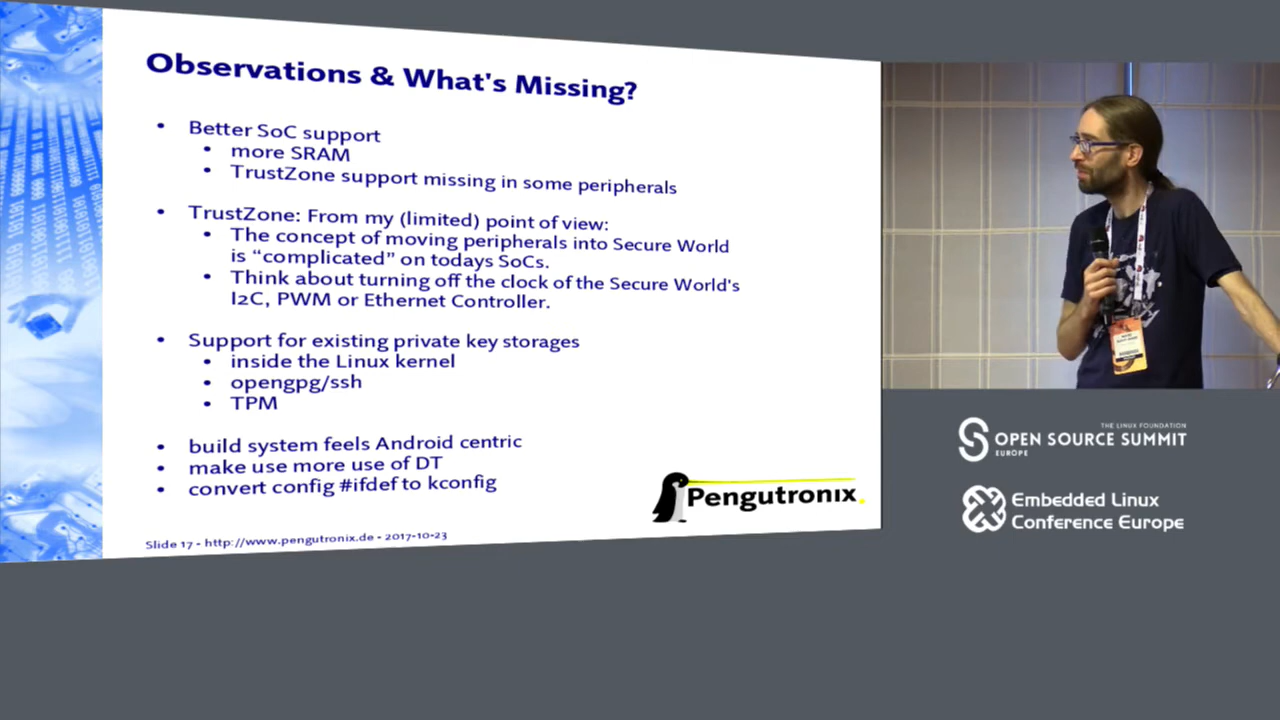 Observations & What's Missing?
• Better SoC support
• more SRAM
• TrustZone support missing in some peripherals
• TrustZone: From my (limited) point of view:
• The concept of moving peripherals into Secure World
is “complicated” on todays SoCs.
• Think about turning off the clock of the Secure World's
I2C, PWM or Ethernet Controller.
• Support for existing private key storages
• inside the Linux kernel
• opengpg/ssh
• TPM
• build system feels Android centric
• make use more use of DT
• convert config #ifdef to kconfig
Pengutronix
Slide 17 - http://www.pengutronix.de - 2017-10-23
THE LINUX FOUNDATION
OPEN SOURCE SUMMIT
EUROPE
Embedded Linux
Conference Europe